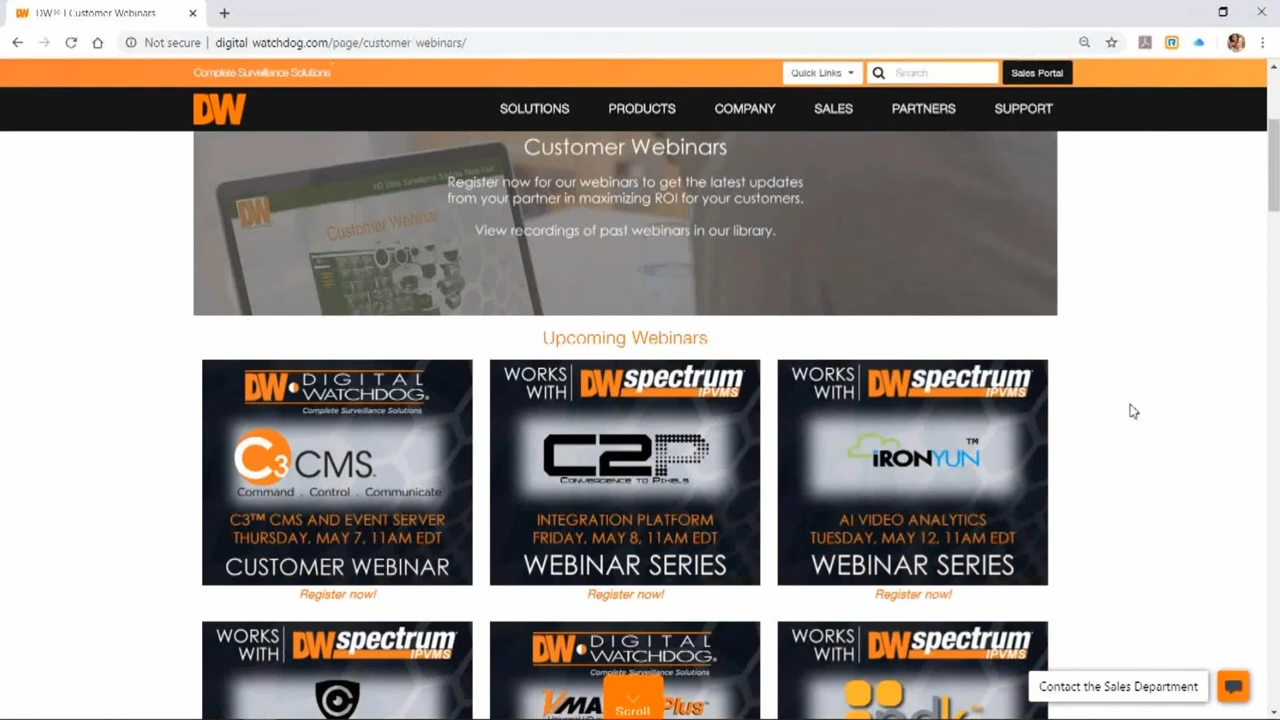 DW® | Customer Webinars
Not secure | digital-watchdog.com/page/customer-webinars/
Complete Surveillance Solutions
Quick Links
Search
Sales Portal
DW
SOLUTIONS
PRODUCTS
COMPANY
SALES
PARTNERS
SUPPORT
Customer Webinars
Register now for our webinars to get the latest updates
from your partner in maximizing ROI for your customers.
View recordings of past webinars in our library.
DW
Customer Webinar
Upcoming Webinars
DW DIGITAL
WATCHDOG®
Complete Surveillance Solutions
C3 CMS.
Command . Control . Communicate
C3™ CMS AND EVENT SERVER
THURSDAY, MAY 7, 11AM EDT
CUSTOMER WEBINAR
Register now!
WORKS
WITH
DW spectrum®
IPVMS
C2P
CONVERGENCE TO PIXELS
INTEGRATION PLATFORM
FRIDAY, MAY 8, 11AM EDT
WEBINAR SERIES
Register now!
WORKS
WITH
DW spectrum®
IPVMS
IRONYUN™
AI VIDEO ANALYTICS
TUESDAY, MAY 12, 11AM EDT
WEBINAR SERIES
Register now!
WORKS
WITH
DW spectrum®
IPVMS
DW DIGITAL
WATCHDOG®
Complete Surveillance Solutions
Plus™
Scroll
WORKS
WITH
DW spectrum®
IPVMS
pdk
Contact the Sales Department